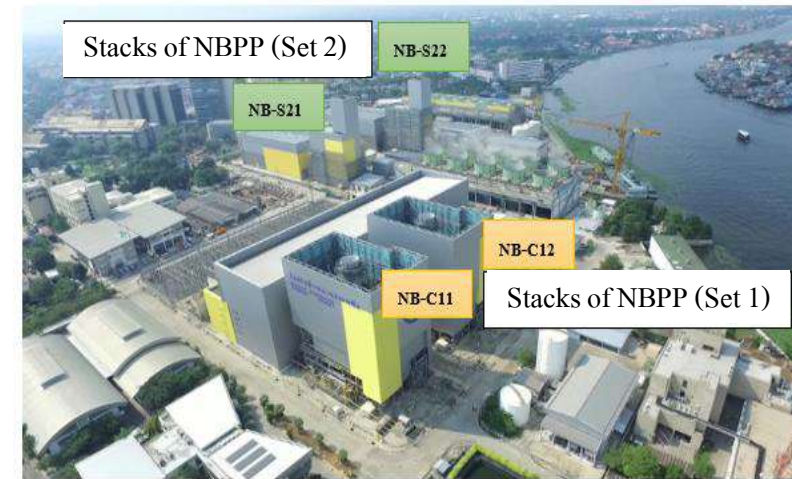 Stacks of NBPP (Set 2)
NB-S22
NB-S21
NB-C12
NB-C11
Stacks of NBPP (Set 1)